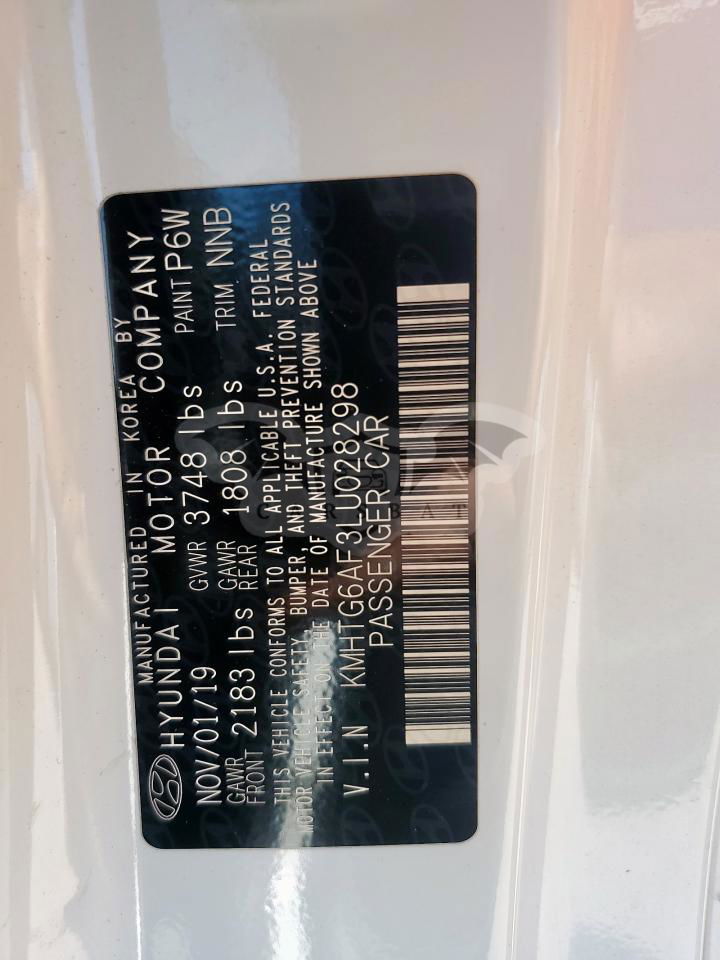 MANUFACTURED IN KOREA BY
HYUNDAI MOTOR COMPANY
NOV/01/19 GVWR 3748 lbs PAINT P6W
GAWR FRONT 2183 lbs GAWR REAR 1808 lbs TRIM NNB
THIS VEHICLE CONFORMS TO ALL APPLICABLE U.S.A. FEDERAL
MOTOR VEHICLE SAFETY, BUMPER, AND THEFT PREVENTION STANDARDS
IN EFFECT ON THE DATE OF MANUFACTURE SHOWN ABOVE
V.I.N KMHTG6AF3LU028298
PASSENGER CAR